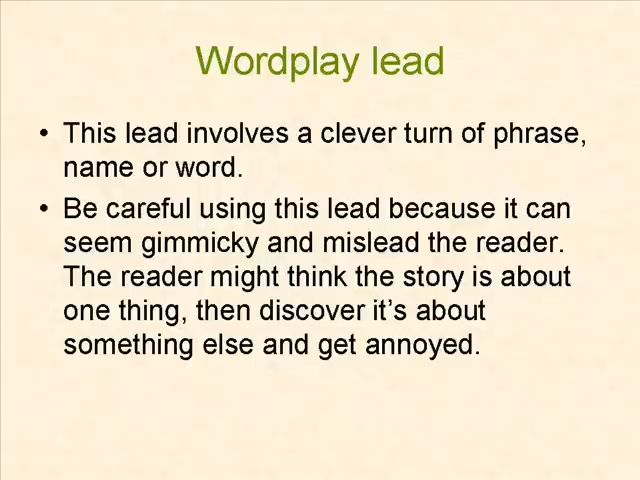 Wordplay lead
• This lead involves a clever turn of phrase,
name or word.
• Be careful using this lead because it can
seem gimmicky and mislead the reader.
The reader might think the story is about
one thing, then discover it’s about
something else and get annoyed.